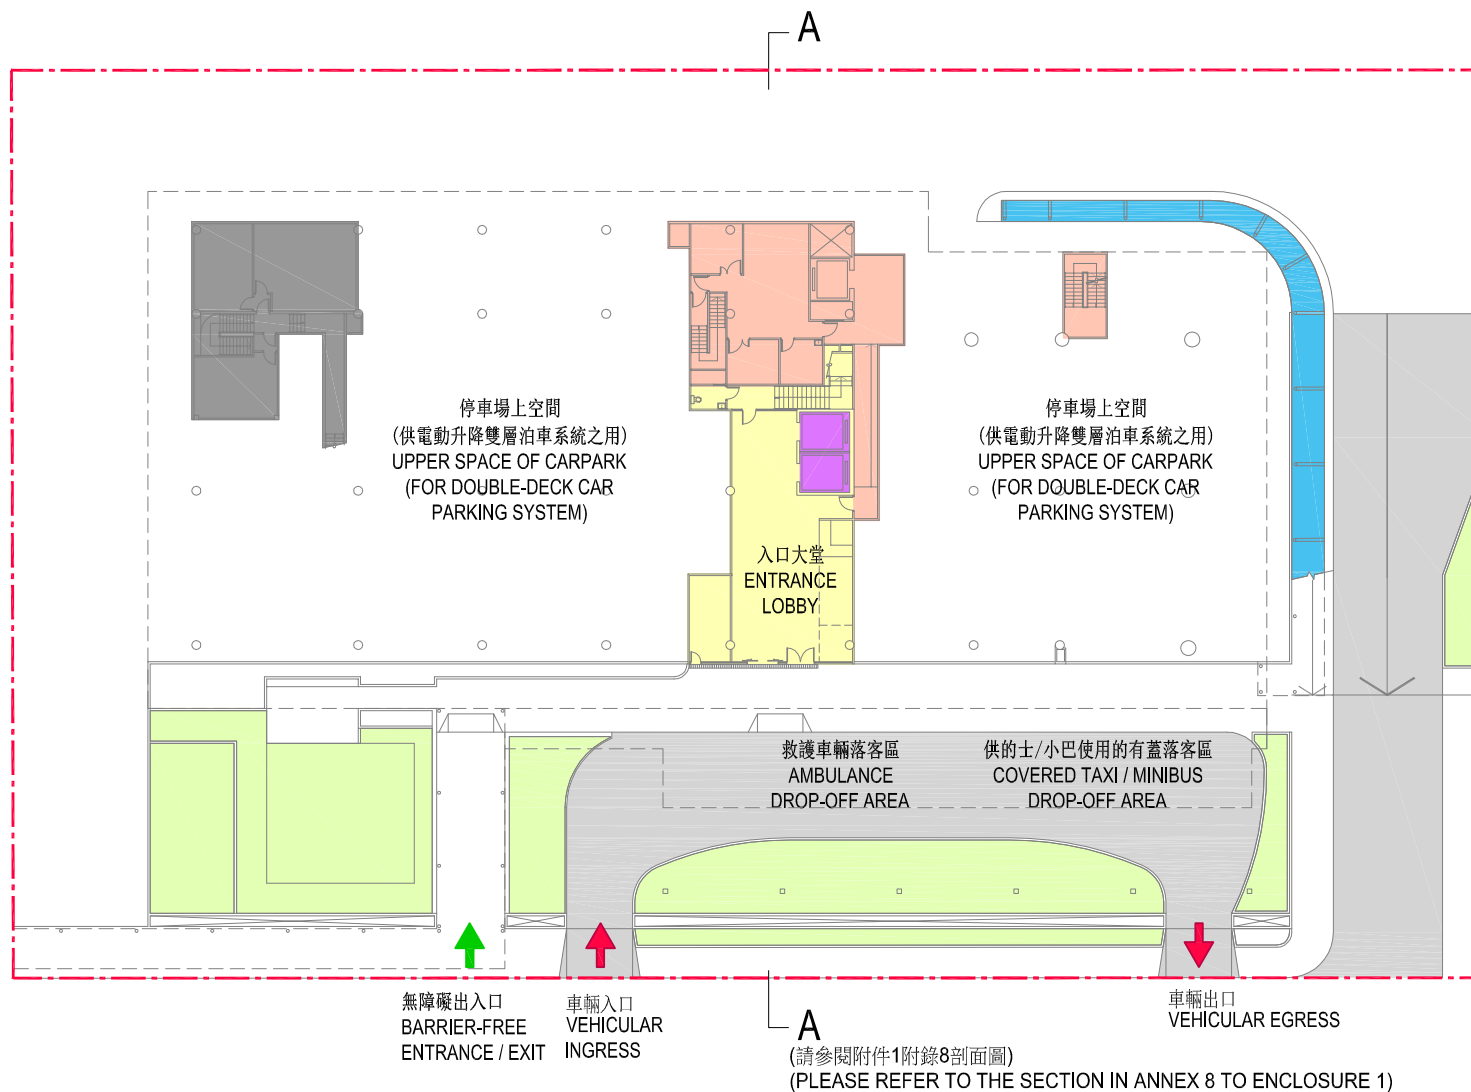 A
停車場上空間
(供電動升降雙層泊車系統之用)
UPPER SPACE OF CARPARK
(FOR DOUBLE-DECK CAR
PARKING SYSTEM)
停車場上空間
(供電動升降雙層泊車系統之用)
UPPER SPACE OF CARPARK
(FOR DOUBLE-DECK CAR
PARKING SYSTEM)
入口大堂
ENTRANCE
LOBBY
救護車輛落客區
AMBULANCE
DROP-OFF AREA
供的士/小巴使用的有蓋落客區
COVERED TAXI / MINIBUS
DROP-OFF AREA
無障礙出入口
BARRIER-FREE
ENTRANCE / EXIT
車輛入口
VEHICULAR
INGRESS
車輛出口
VEHICULAR EGRESS
A
(請參閱附件1附錄8剖面圖)
(PLEASE REFER TO THE SECTION IN ANNEX 8 TO ENCLOSURE 1)